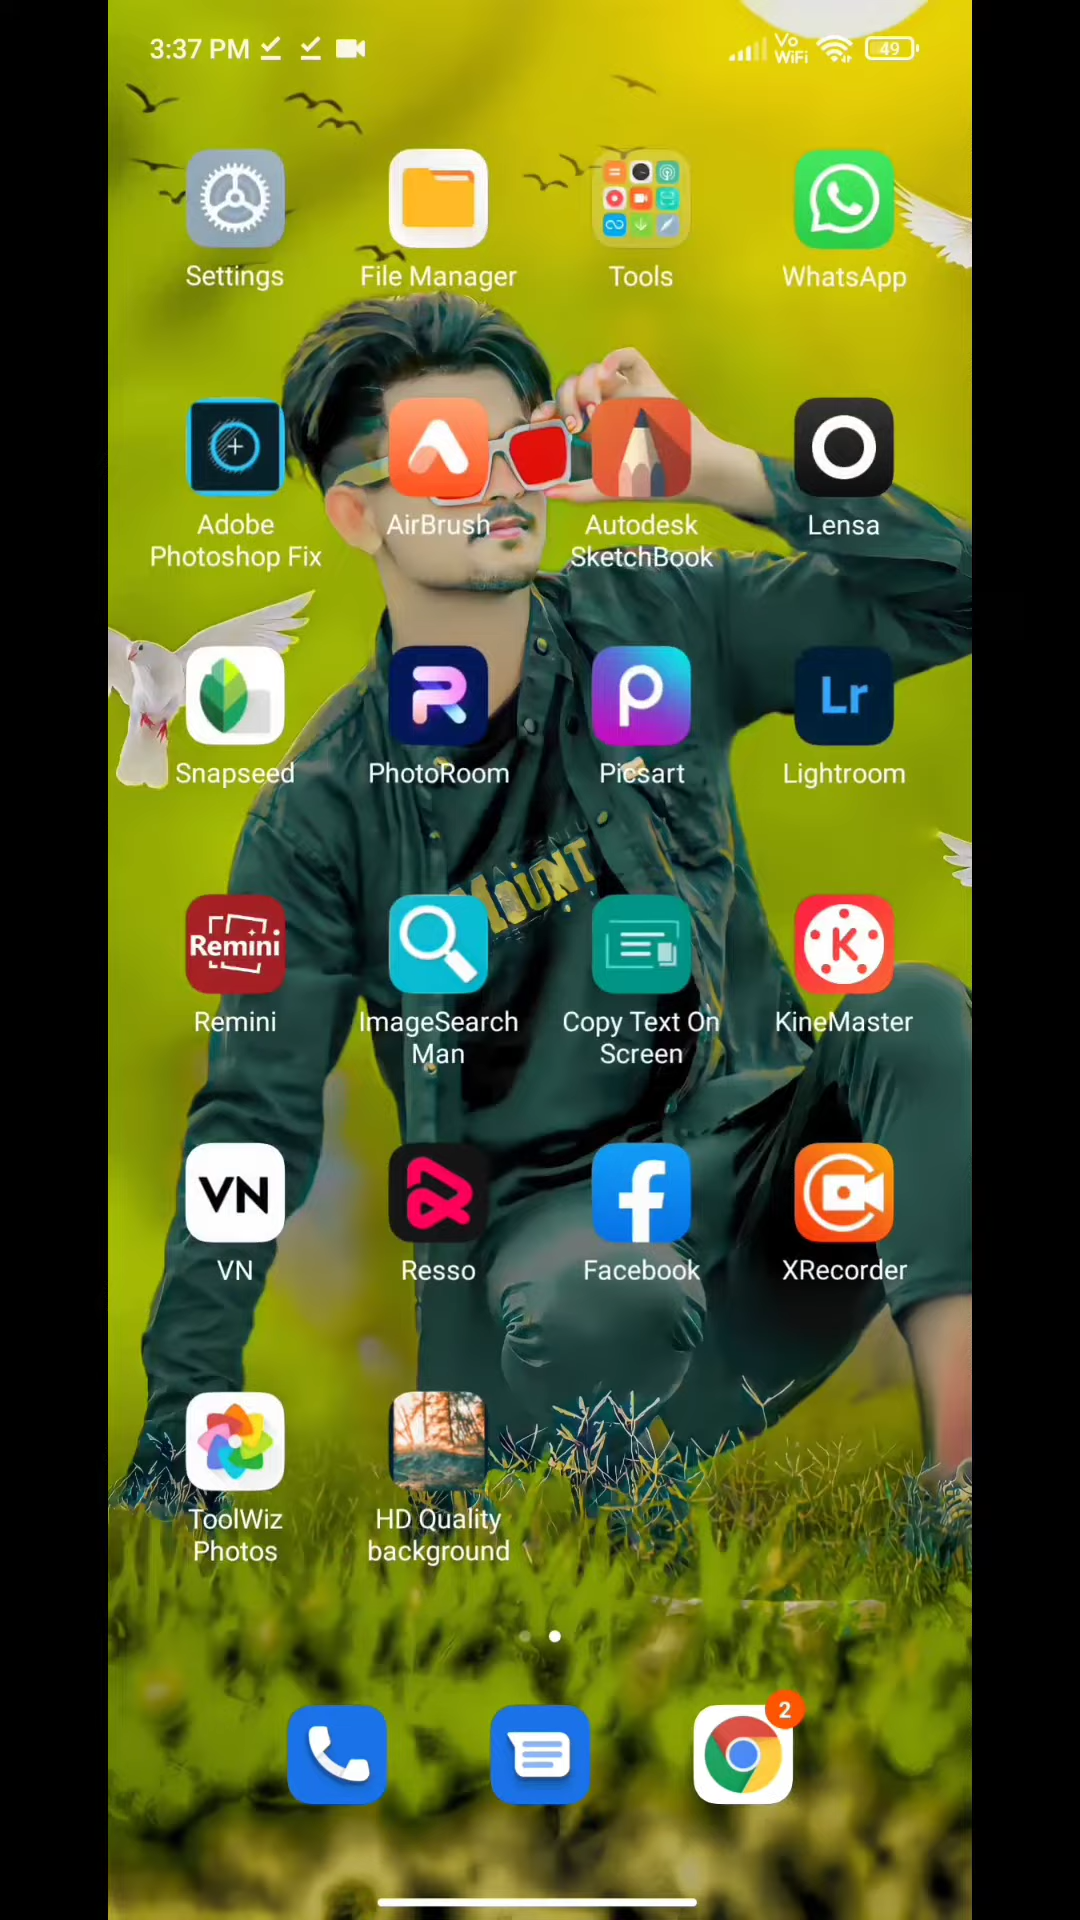 3:37 PM
Vo
WiFi
49
Settings
File Manager
Tools
WhatsApp
Adobe
Photoshop Fix
AirBrush
Autodesk
SketchBook
Lensa
Snapseed
PhotoRoom
Picsart
Lr
Lightroom
MOUNT
Remini
Remini
ImageSearch
Man
Copy Text On
Screen
K
KineMaster
VN
VN
Resso
Facebook
XRecorder
ToolWiz
Photos
HD Quality
background
2